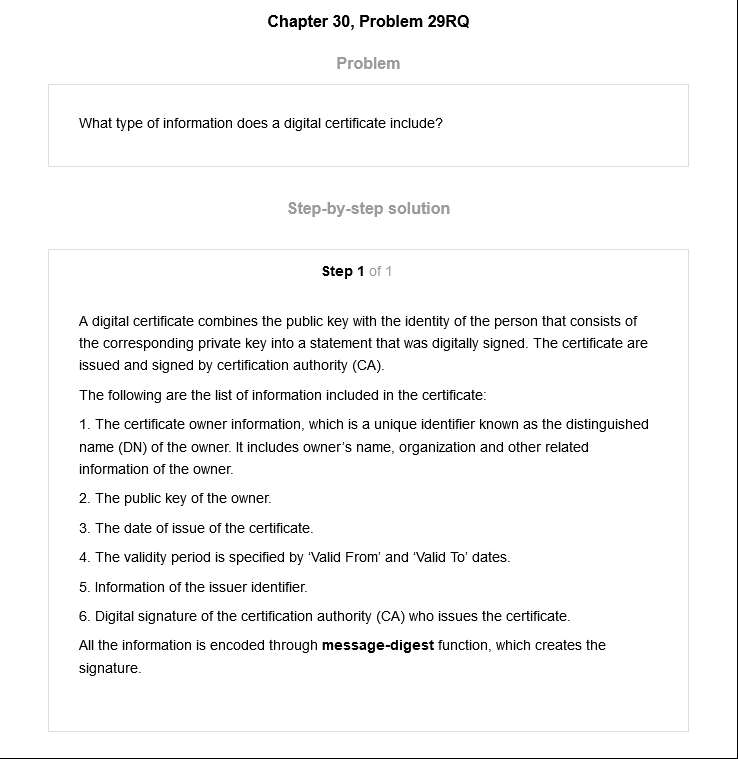 Chapter 30, Problem 29RQ
Problem
What type of information does a digital certificate include?
Step-by-step solution
Step 1 of 1
A digital certificate combines the public key with the identity of the person that consists of
the corresponding private key into a statement that was digitally signed. The certificate are
issued and signed by certification authority (CA).
The following are the list of information included in the certificate:
1. The certificate owner information, which is a unique identifier known as the distinguished
name (DN) of the owner. It includes owner's name, organization and other related
information of the owner.
2. The public key of the owner.
3. The date of issue of the certificate.
4. The validity period is specified by ‘Valid From’ and ‘Valid To’ dates.
5. Information of the issuer identifier.
6. Digital signature of the certification authority (CA) who issues the certificate.
All the information is encoded through message-digest function, which creates the
signature.